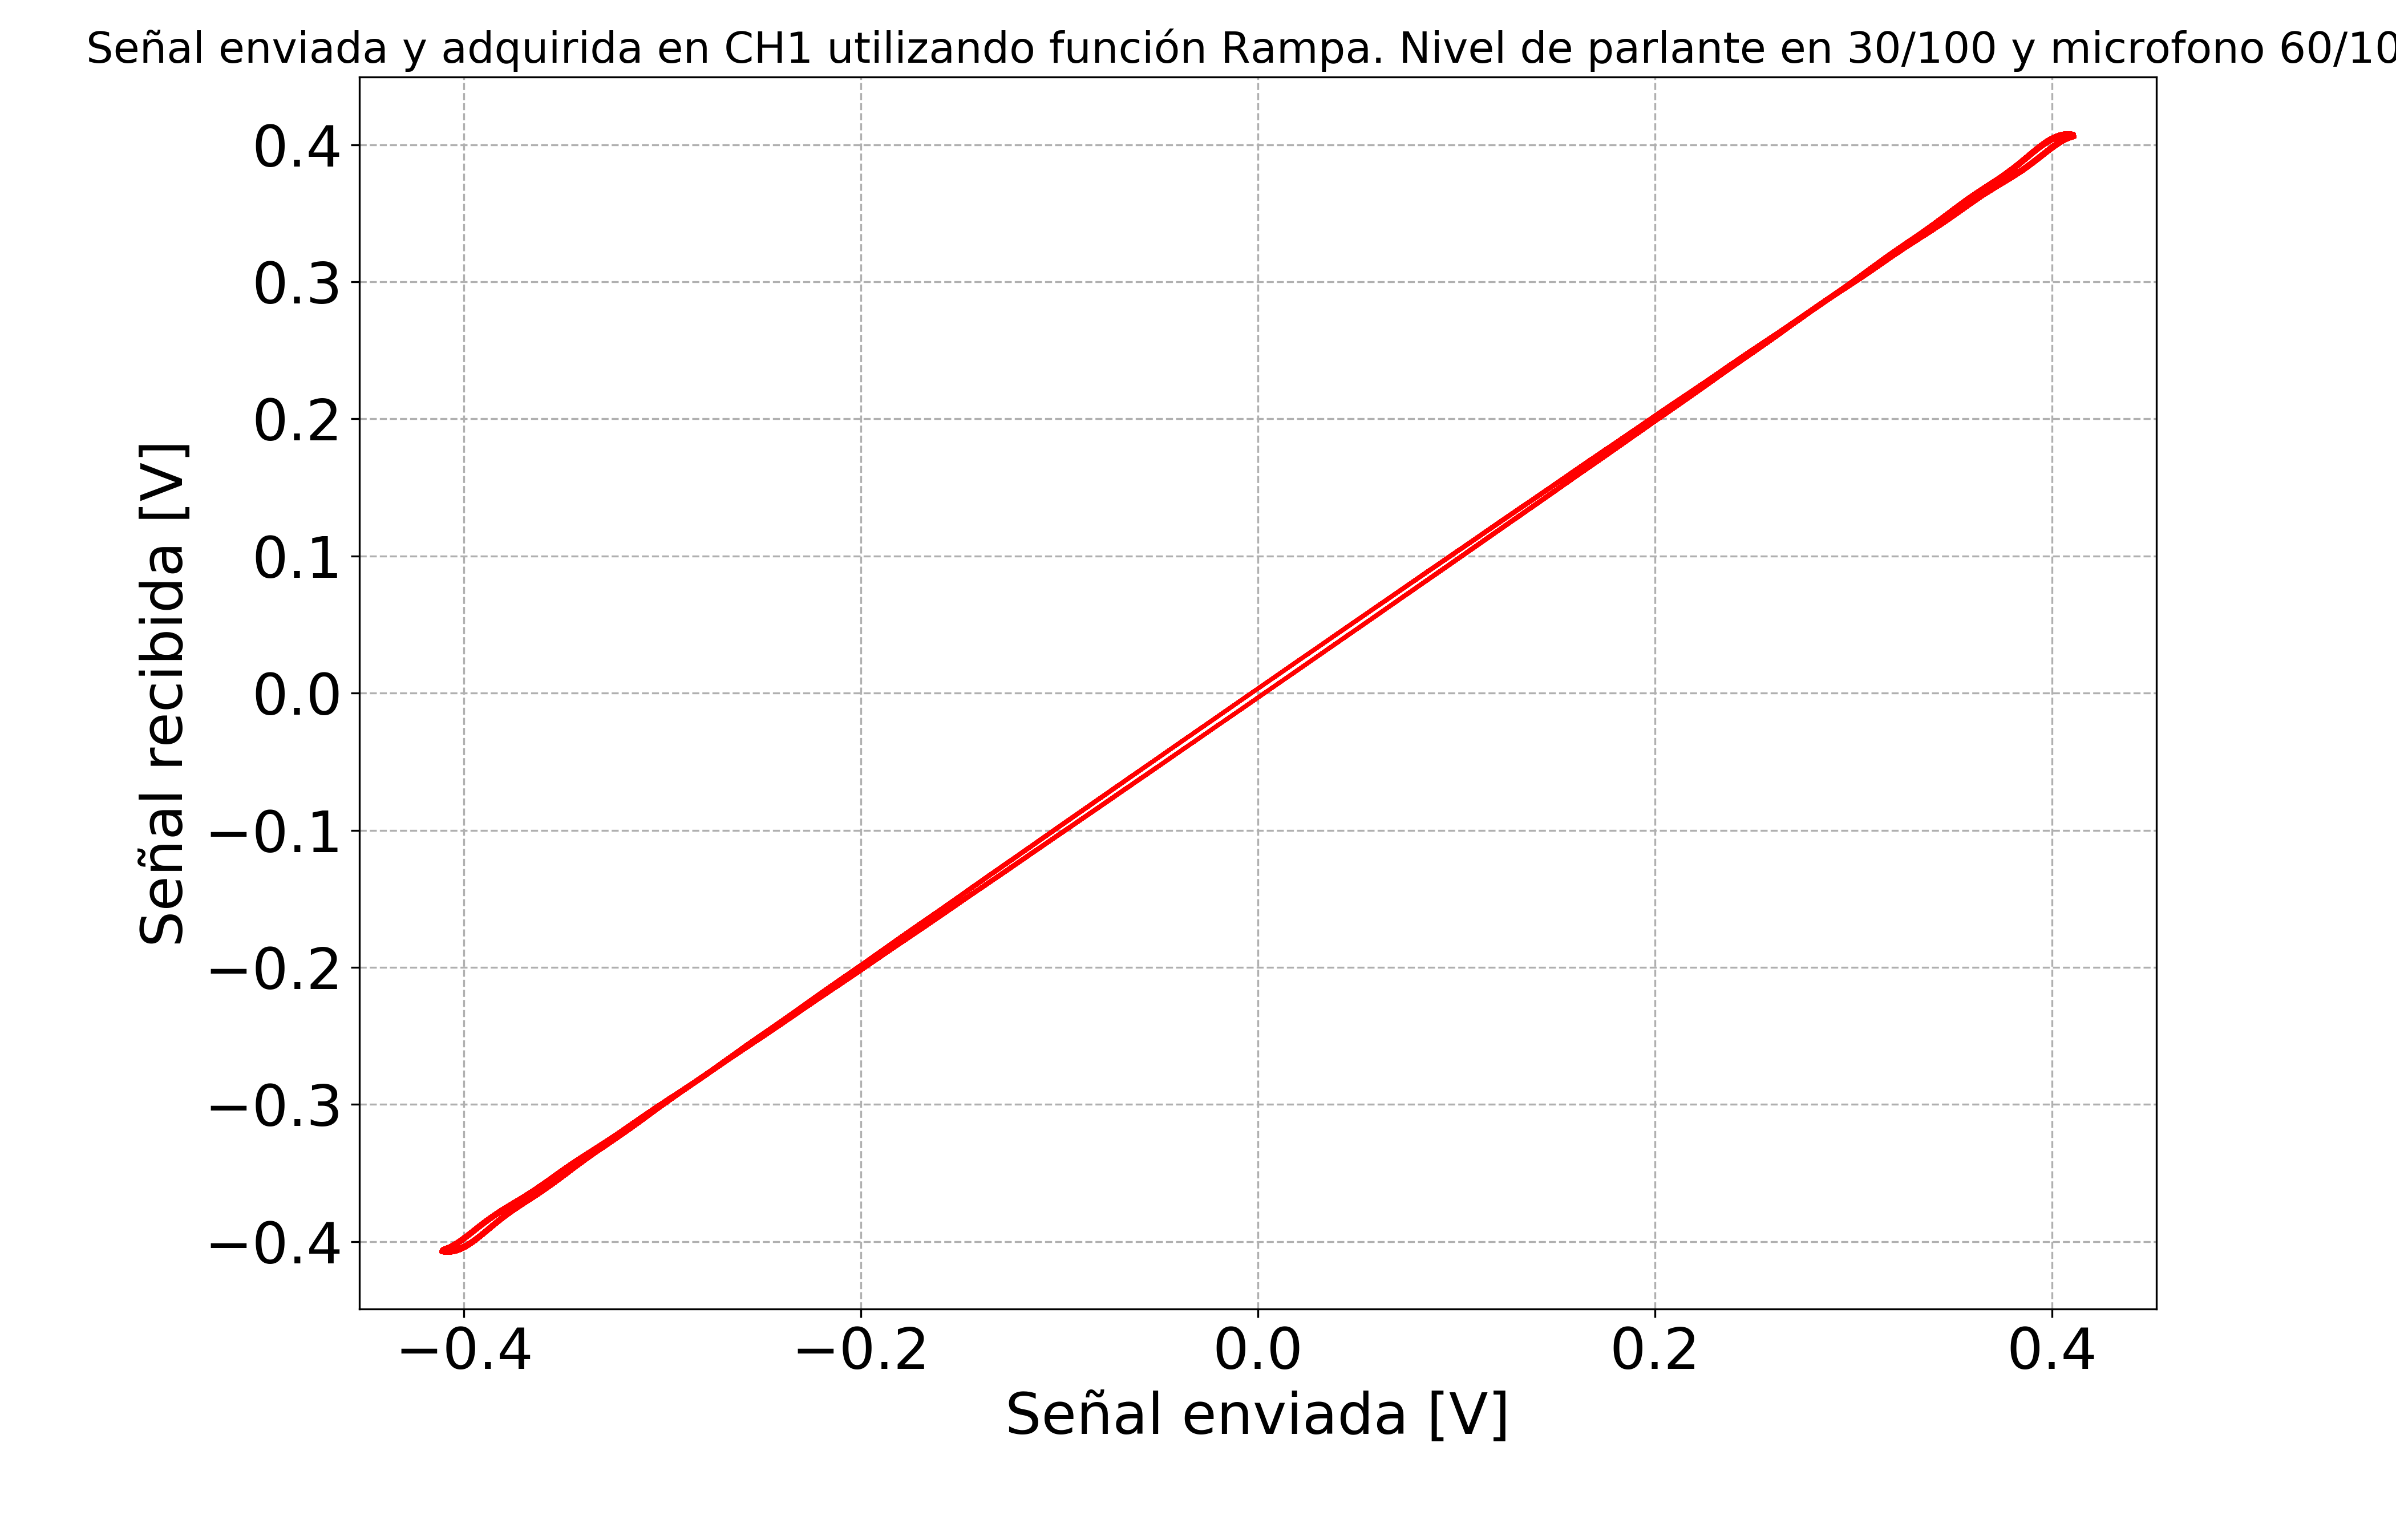 Señal enviada y adquirida en CH1 utilizando función Rampa. Nivel de parlante en 30/100 y microfono 60/10
0.4
0.3
0.2
0.1
0.0
−0.1
−0.2
−0.3
−0.4
Señal recibida [V]
−0.4 −0.2 0.0 0.2 0.4
Señal enviada [V]